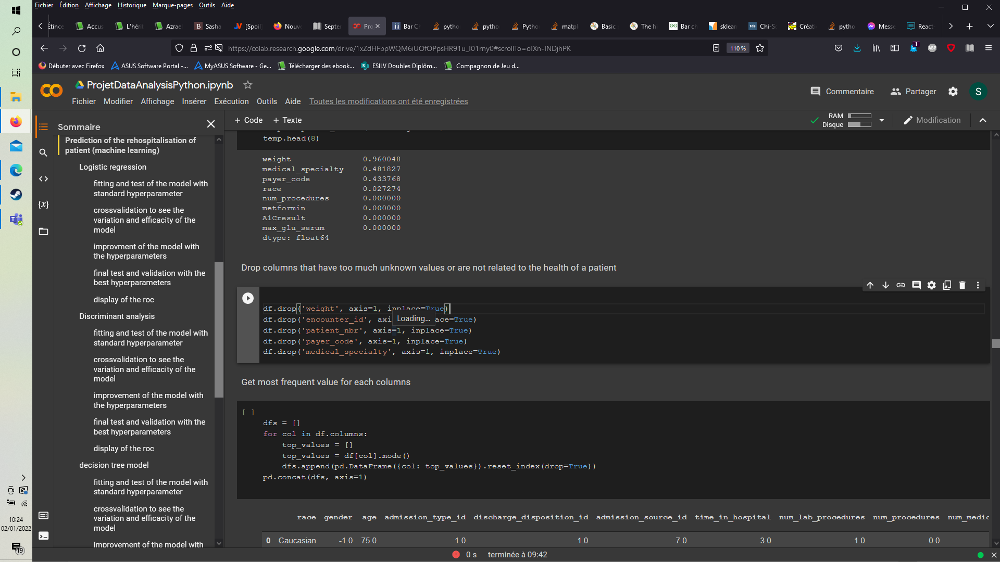 Fichier Édition Affichage Historique Marque-pages Outils Aide
Étince Accus L'héri Azrael Sasha [Spoil Nouv Septer Pro Bar Ch pytho pytho Pytho matpl Basic The hi Bar ch sklear Chi-S Créati pytho Messe React-
https://colab.research.google.com/drive/1xZdHFbpWQM6iUOfOPpsHR91u_I01rny0#scrollTo=oIXn-INDjhPK 110 % 1 ABP
Débuter avec Firefox ASUS Software Portal -... MyASUS Software - Ge... Télécharger des ebook... ESILV Doubles Diplôm... Compagnon de Jeu d...
ProjetDataAnalysisPython.ipynb
Commentaire Partager S
Fichier Modifier Affichage Insérer Exécution Outils Aide Toutes les modifications ont été enregistrées
+ Code + Texte
RAM
Disque
Modification
Sommaire
Prediction of the rehospitalisation of
patient (machine learning)
Logistic regression
fitting and test of the model with
standard hyperparameter
crossvalidation to see the
variation and efficacity of the
model
improvment of the model with
the hyperparameters
final test and validation with the
best hyperparameters
display of the roc
Discriminant analysis
fitting and test of the model with
standard hyperparameter
crossvalidation to see the
variation and efficacity of the
model
improvement of the model with
the hyperparameters
final test and validation with the
best hyperparameters
display of the roc
decision tree model
fitting and test of the model with
standard hyperparameter
crossvalidation to see the
variation and efficacity of the
model
improvement of the model with
temp.head(8)
weight 0.960048
medical_specialty 0.481827
payer_code 0.433768
race 0.027274
num_procedures 0.000000
metformin 0.000000
A1Cresult 0.000000
max_glu_serum 0.000000
dtype: float64
Drop columns that have too much unknown values or are not related to the health of a patient
df.drop('weight', axis=1, inplace=True)
Loading...
df.drop('encounter_id', axi ace=True)
df.drop('patient_nbr', axis=1, inplace=True)
df.drop('payer_code', axis=1, inplace=True)
df.drop('medical_specialty', axis=1, inplace=True)
Get most frequent value for each columns
[ ]
dfs = []
for col in df.columns:
top_values = []
top_values = df[col].mode()
dfs.append(pd.DataFrame({col: top_values}).reset_index(drop=True))
pd.concat(dfs, axis=1)
race gender age admission_type_id discharge_disposition_id admission_source_id time_in_hospital num_lab_procedures num_procedures num_medic
0 Caucasian -1.0 75.0 1.0 1.0 7.0 3.0 1.0 0.0
0 s terminée à 09:42
10:24
02/01/2022
19